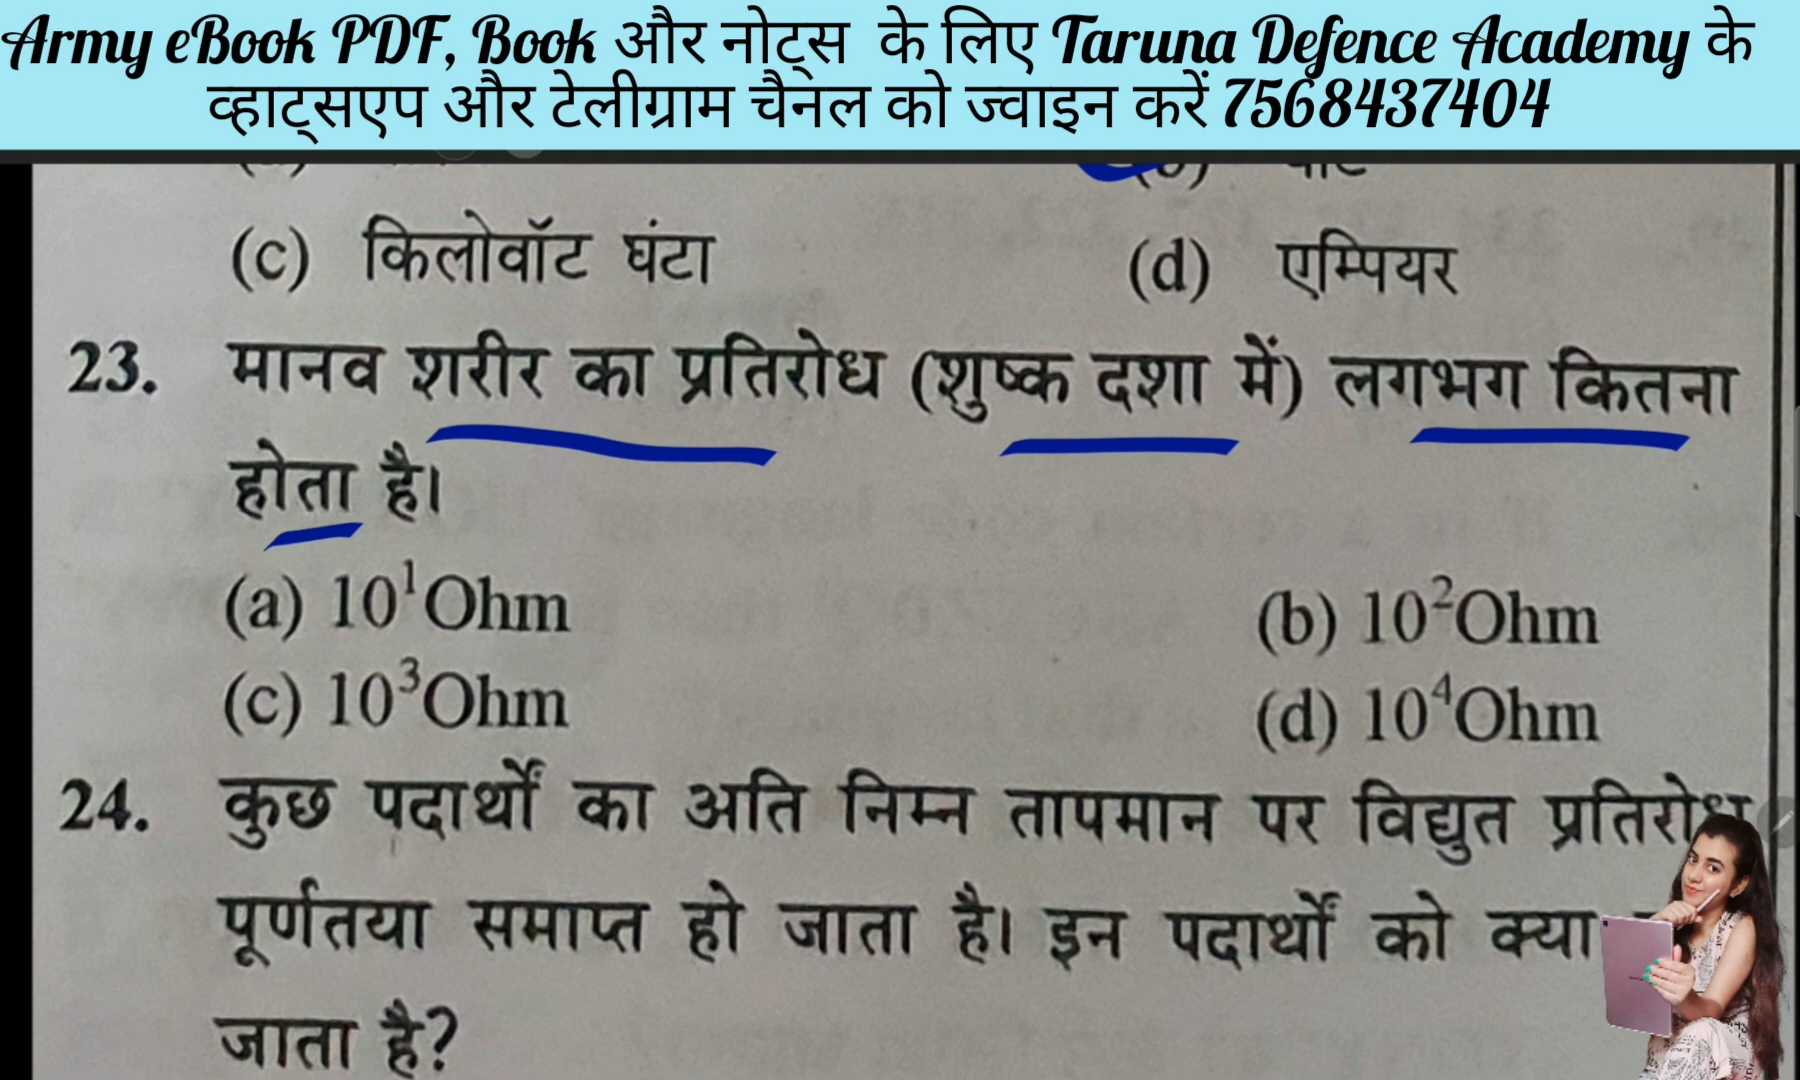 Army eBook PDF, Book और नोट्स के लिए Taruna Defence Academy के
व्हाट्सएप और टेलीग्राम चैनल को ज्वाइन करें 7568437404
(c) किलोवॉट घंटा (d) एम्पियर
23. मानव शरीर का प्रतिरोध (शुष्क दशा में) लगभग कितना
होता है।
(a) 10¹Ohm (b) 10²Ohm
(c) 10³Ohm (d) 10⁴Ohm
24. कुछ पदार्थों का अति निम्न तापमान पर विद्युत प्रतिरोध
पूर्णतया समाप्त हो जाता है। इन पदार्थों को क्या
जाता है?